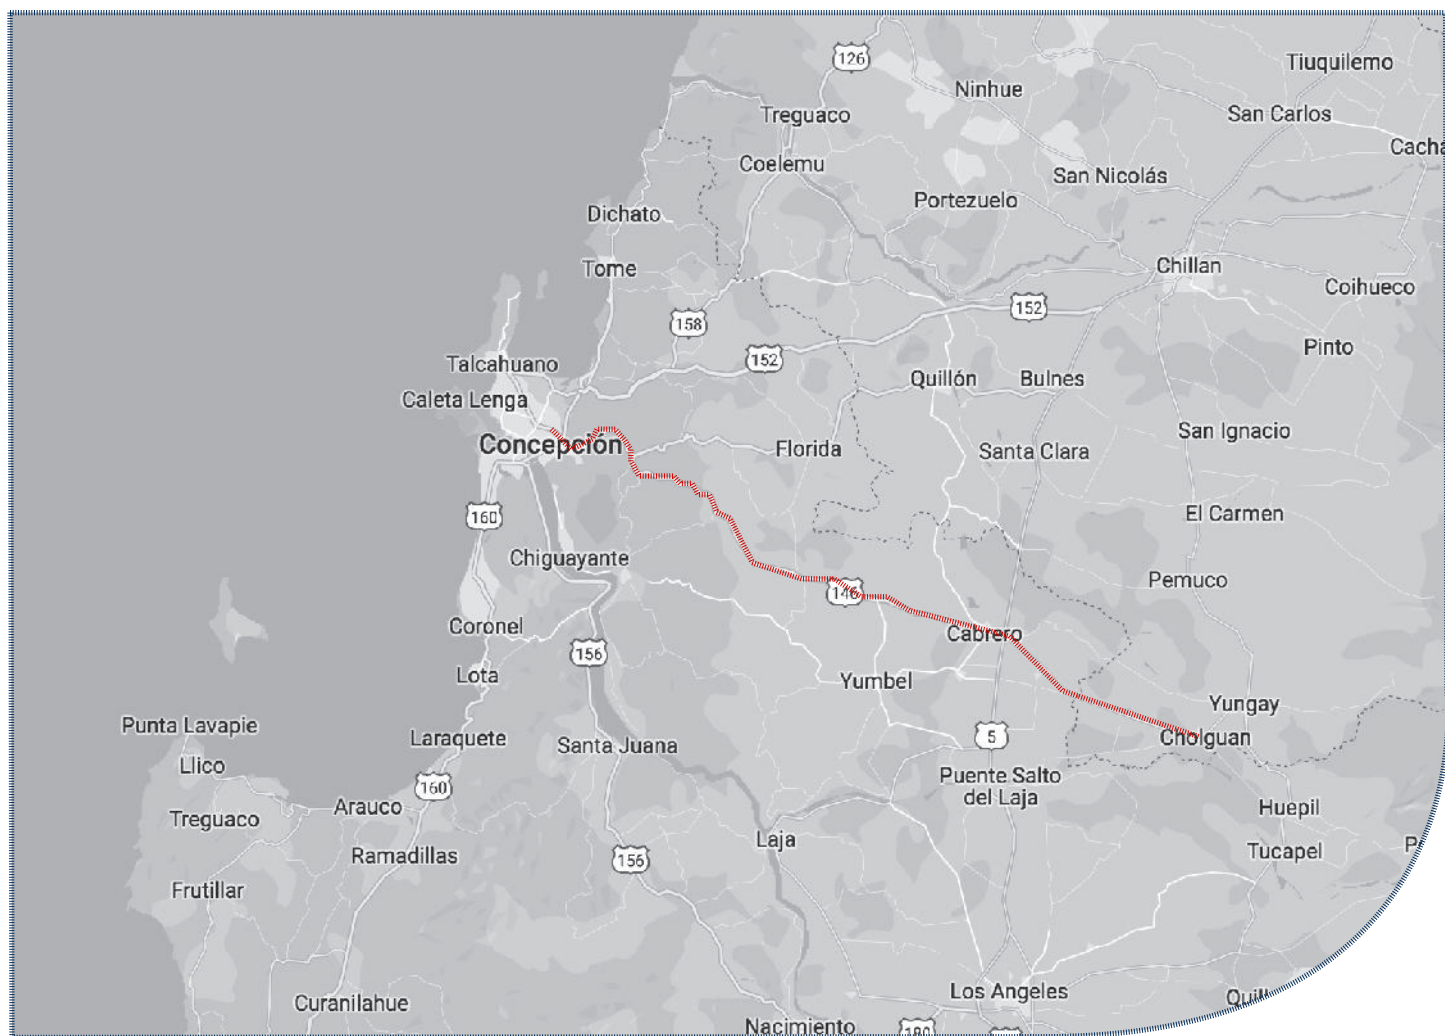 126
Tiuquilemo
Ninhue
San Carlos
Treguaco
Coelemu
San Nicolás
Portezuelo
Dichato
Tome
Chillan
Coihueco
152
158
Pinto
152
Talcahuano
Quillón
Bulnes
Caleta Lenga
San Ignacio
Concepción
Florida
Santa Clara
160
El Carmen
Chiguayante
Pemuco
146
Coronel
Cabrero
156
Lota
Yumbel
Yungay
Punta Lavapie
Laraquete
Santa Juana
5
Cholguan
Llico
Puente Salto
del Laja
160
Arauco
Huepil
Treguaco
Laja
Ramadillas
156
Tucapel
Frutillar
Los Angeles
Curanilahue
Nacimiento